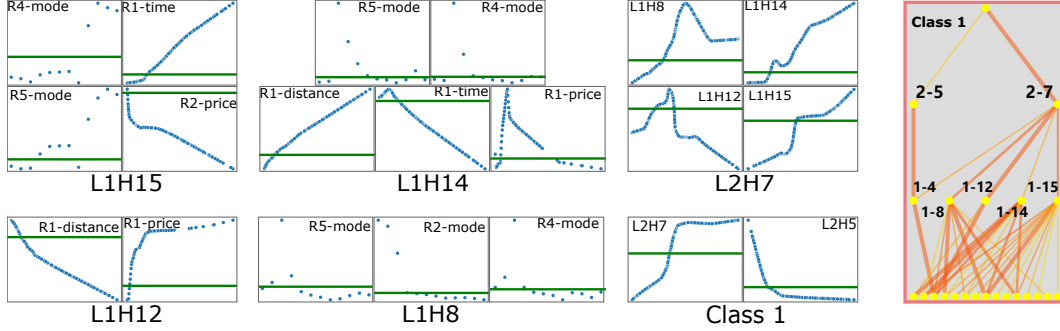 R4-mode
R1-time
R5-mode
R2-price
L1H15
R5-mode
R4-mode
R1-distance
R1-time
R1-price
L1H14
L1H8
L1H14
L1H12
L1H15
L2H7
R1-distance
R1-price
L1H12
R5-mode
R2-mode
R4-mode
L1H8
L2H7
L2H5
Class 1
Class 1
2-5
2-7
1-4
1-12
1-15
1-8
1-14